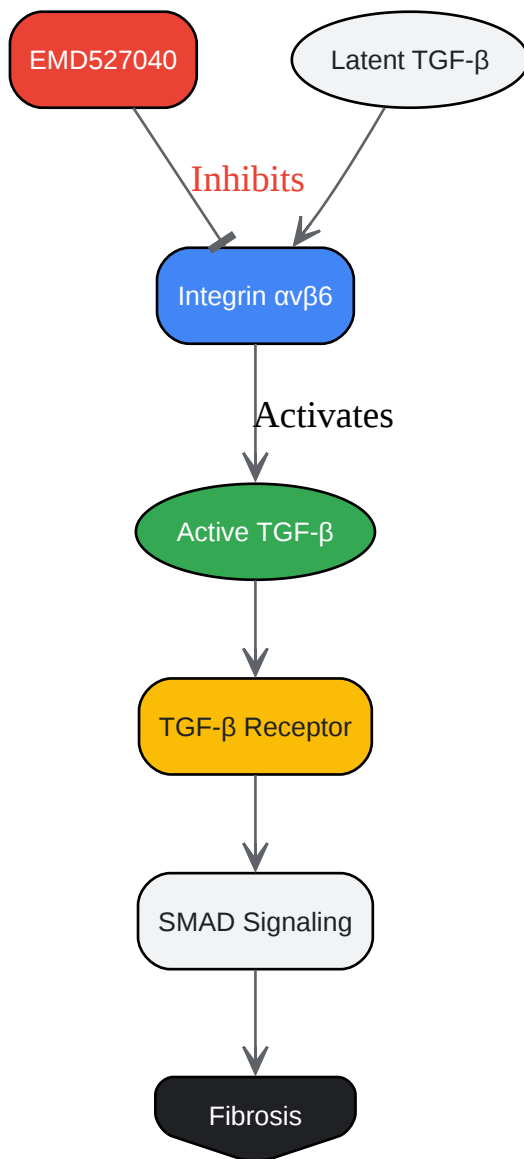 EMD527040
Latent TGF-β
Inhibits
Integrin αvβ6
Activates
Active TGF-β
TGF-β Receptor
SMAD Signaling
Fibrosis